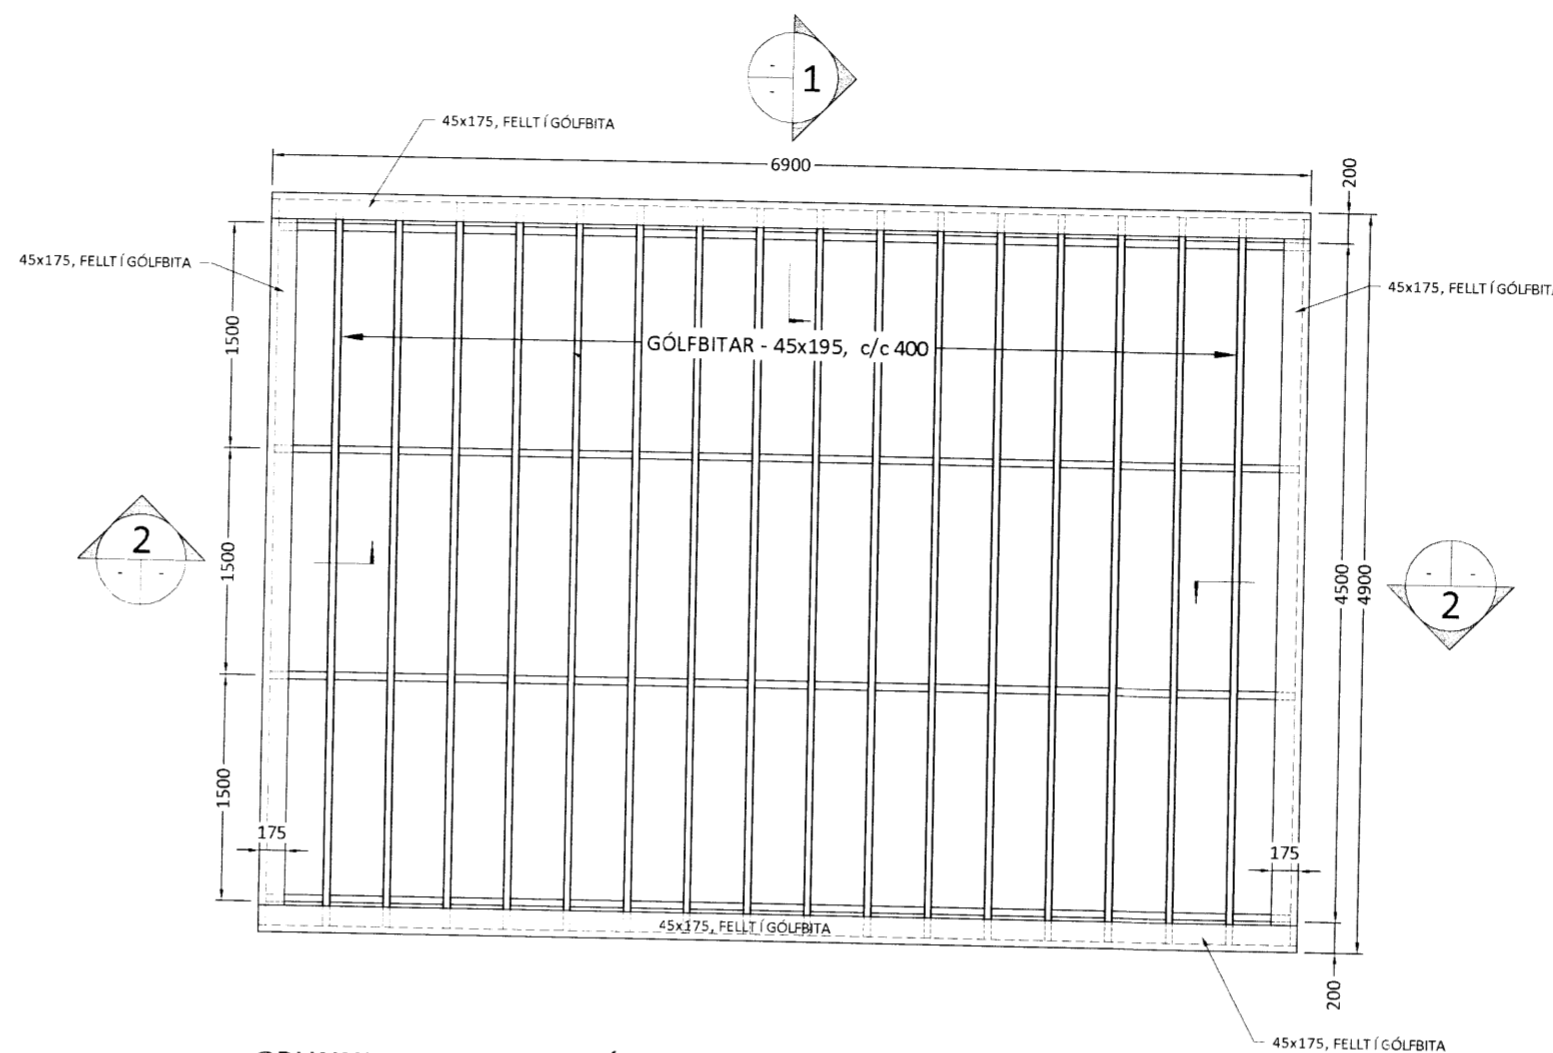 1
45x175, FELLT Í GÓLFBITA
6900
200
45x175, FELLT Í GÓLFBITA
45x175, FELLT Í GÓLFBIT
1500
GÓLFBITAR - 45x195, c/c 400
2
1500
4500
4900
2
1500
175
175
45x175, FELLT Í GÓLFBITA
200
45x175, FELLT Í GÓLFBITA